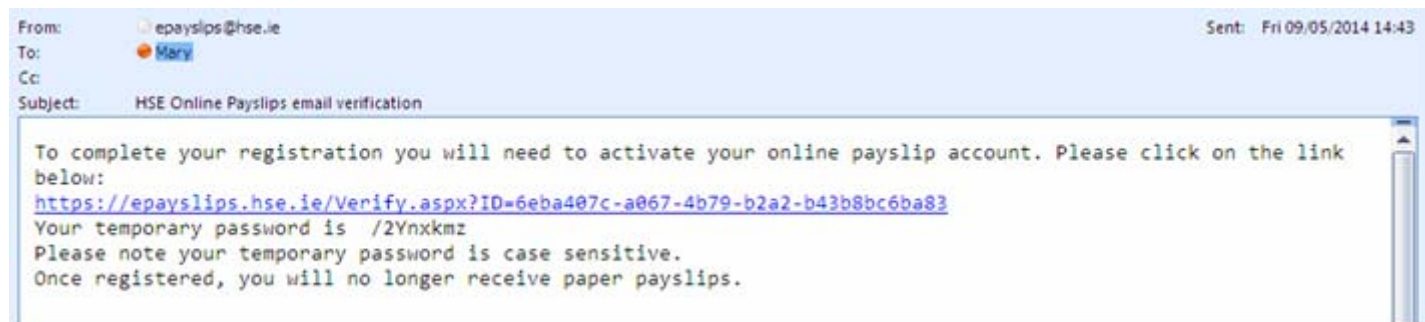 From: epayslips@hse.ie Sent: Fri 09/05/2014 14:43
To: Mary
Cc:
Subject: HSE Online Payslips email verification
To complete your registration you will need to activate your online payslip account. Please click on the link
below:
https://epayslips.hse.ie/Verify.aspx?ID=6eba407c-a067-4b79-b2a2-b43b8bc6ba83
Your temporary password is /2Ynxkmz
Please note your temporary password is case sensitive.
Once registered, you will no longer receive paper payslips.